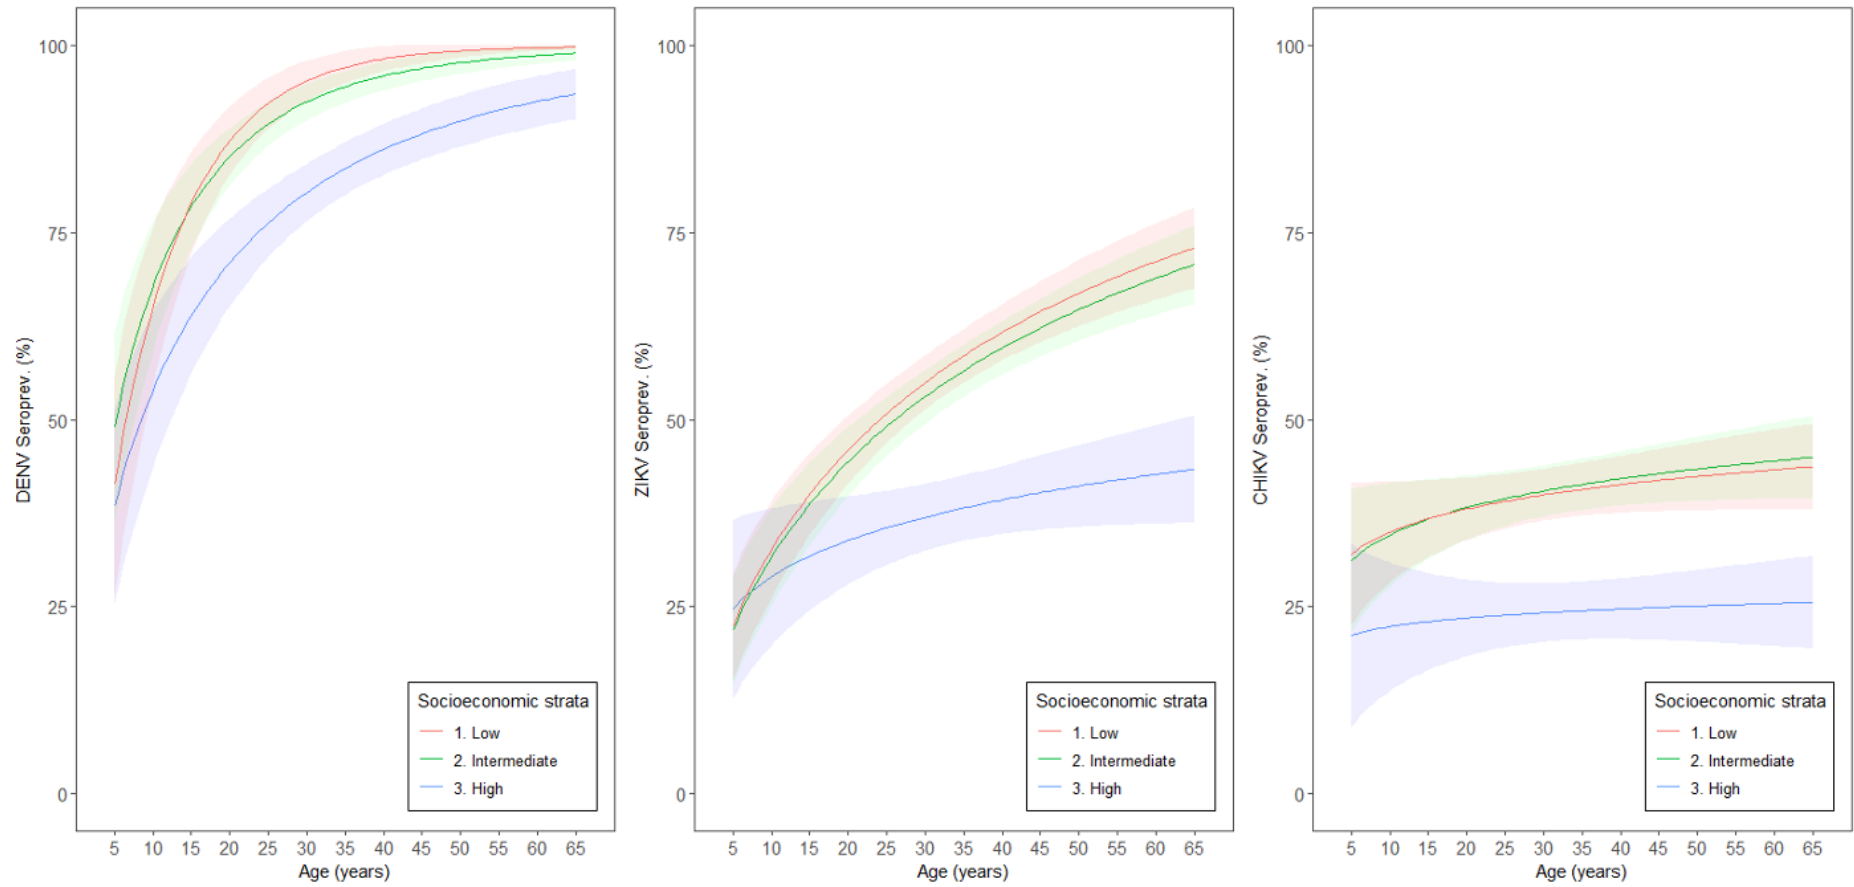 DENV Seroprev. (%)
100
75
50
25
0
Socioeconomic strata
1. Low
2. Intermediate
3. High
5 10 15 20 25 30 35 40 45 50 55 60 65
Age (years)
ZIKV Seroprev. (%)
100
75
50
25
0
Socioeconomic strata
1. Low
2. Intermediate
3. High
5 10 15 20 25 30 35 40 45 50 55 60 65
Age (years)
CHIKV Seroprev. (%)
100
75
50
25
0
Socioeconomic strata
1. Low
2. Intermediate
3. High
5 10 15 20 25 30 35 40 45 50 55 60 65
Age (years)